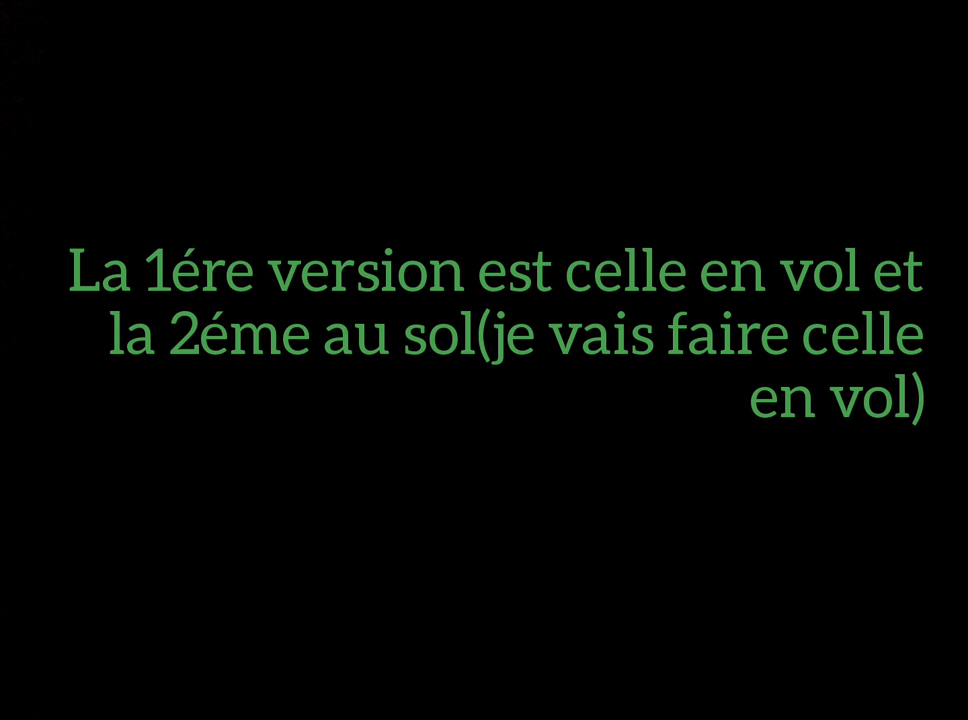 La 1ére version est celle en vol et
la 2éme au sol(je vais faire celle
en vol)